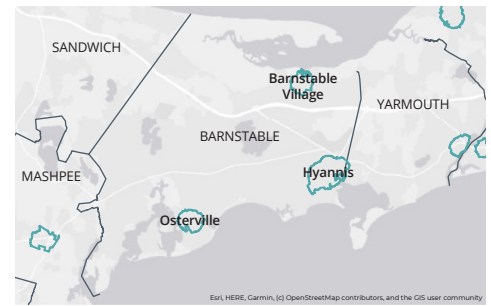 SANDWICH
Barnstable
Village
YARMOUTH
BARNSTABLE
MASHPEE
Hyannis
Osterville
Esri, HERE, Garmin, (c) OpenStreetMap contributors, and the GIS user community